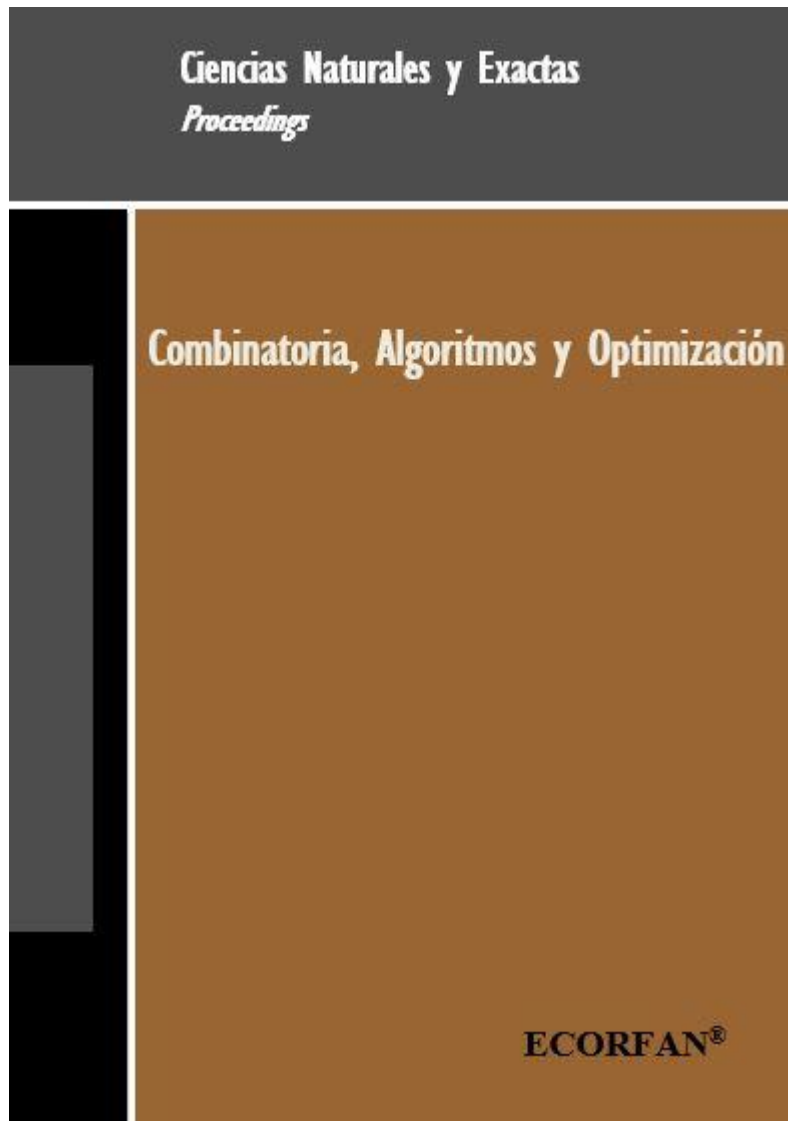 Ciencias Naturales y Exactas
Proceedings
Combinatoria, Algoritmos y Optimización
ECORFAN®